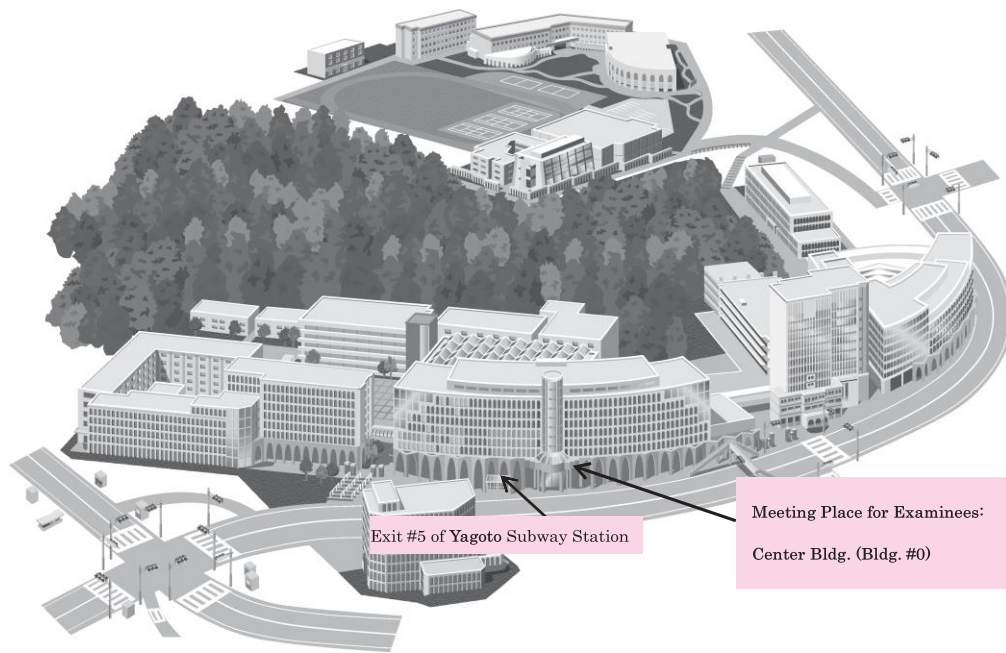 Exit #5 of Yagoto Subway Station
Meeting Place for Examinees:
Center Bldg. (Bldg. #0)